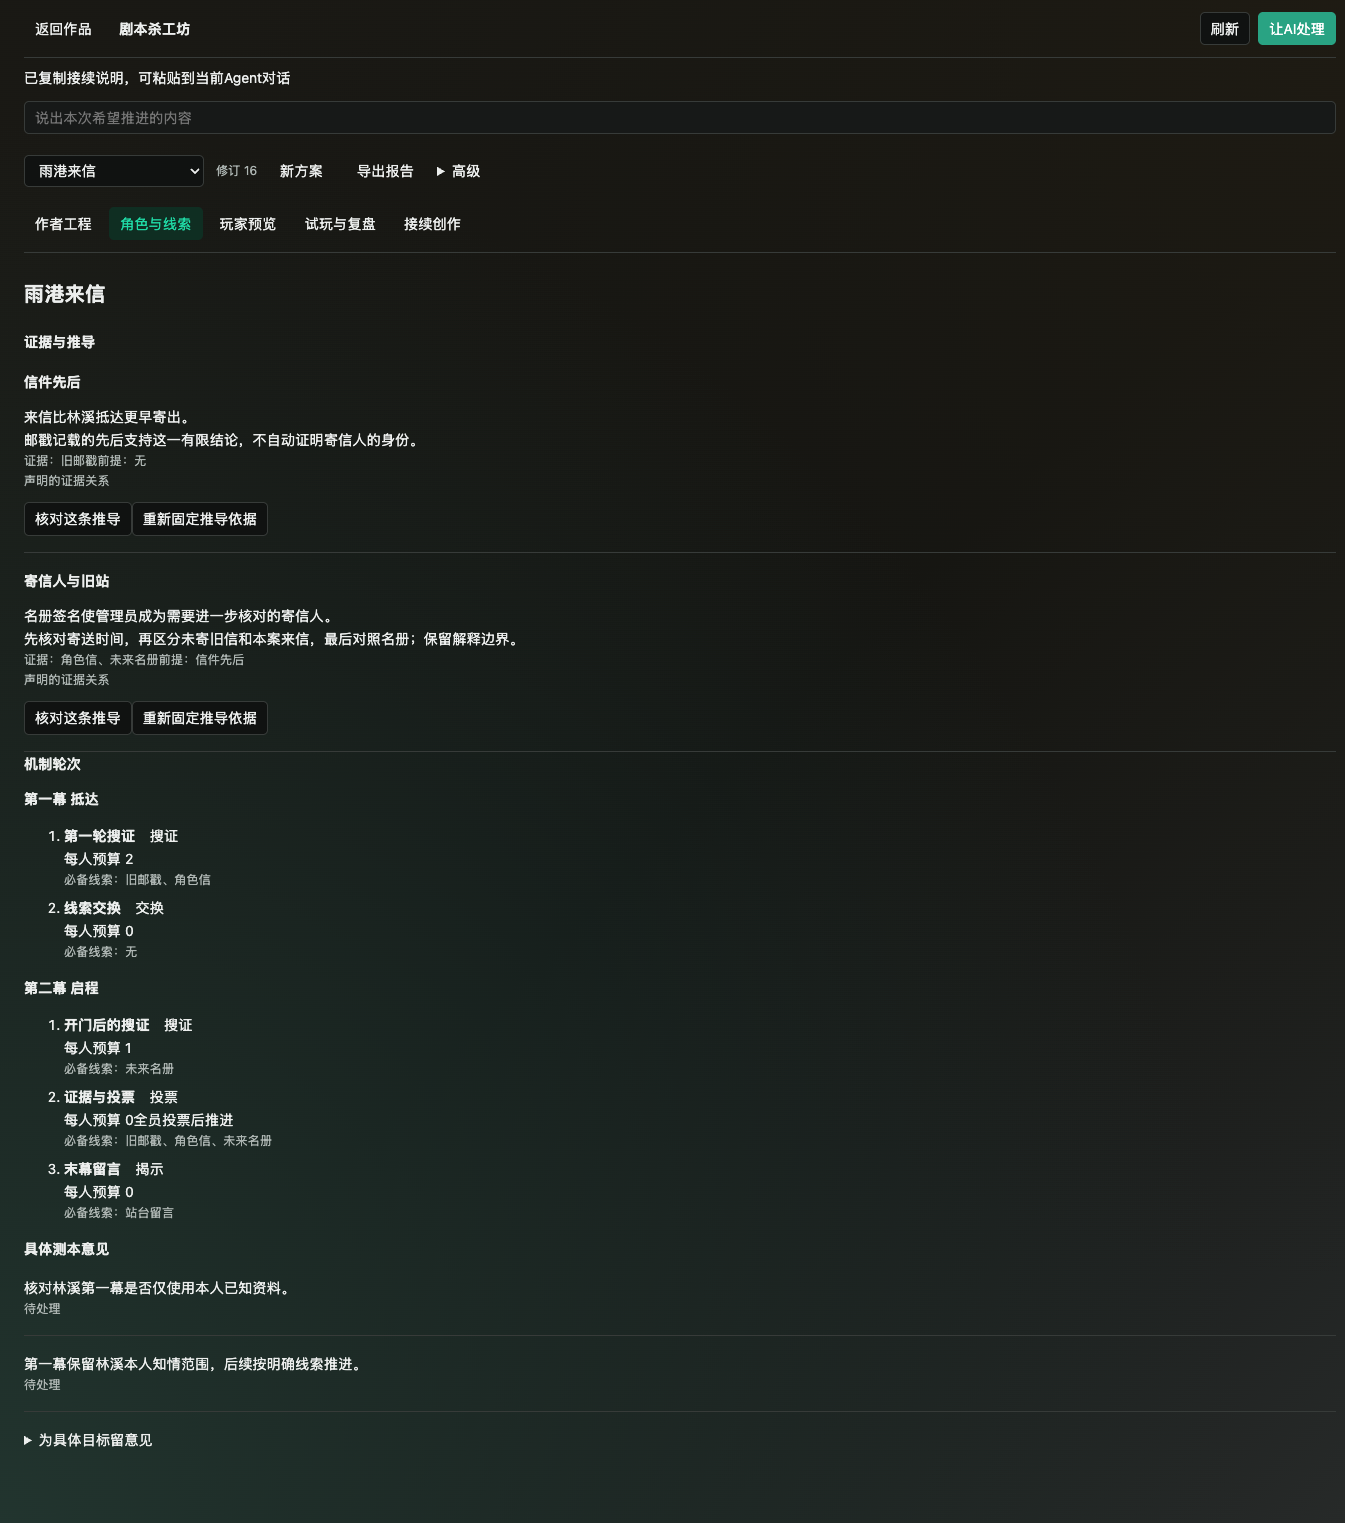 返回作品 剧本杀工坊 刷新 让AI处理
已复制接续说明，可粘贴到当前Agent对话
说出本次希望推进的内容
雨港来信 修订 16 新方案 导出报告 ▶ 高级
作者工程 角色与线索 玩家预览 试玩与复盘 接续创作
雨港来信
证据与推导
信件先后
来信比林溪抵达更早寄出。
邮戳记载的先后支持这一有限结论，不自动证明寄信人的身份。
证据：旧邮戳前提：无
声明的证据关系
核对这条推导 重新固定推导依据
寄信人与旧站
名册签名使管理员成为需要进一步核对的寄信人。
先核对寄送时间，再区分未寄旧信和本案来信，最后对照名册；保留解释边界。
证据：角色信、未来名册前提：信件先后
声明的证据关系
核对这条推导 重新固定推导依据
机制轮次
第一幕 抵达
1. 第一轮搜证 搜证
每人预算 2
必备线索：旧邮戳、角色信
2. 线索交换 交换
每人预算 0
必备线索：无
第二幕 启程
1. 开门后的搜证 搜证
每人预算 1
必备线索：未来名册
2. 证据与投票 投票
每人预算 0全员投票后推进
必备线索：旧邮戳、角色信、未来名册
3. 末幕留言 揭示
每人预算 0
必备线索：站台留言
具体测本意见
核对林溪第一幕是否仅使用本人已知资料。
待处理
第一幕保留林溪本人知情范围，后续按明确线索推进。
待处理
▶ 为具体目标留意见